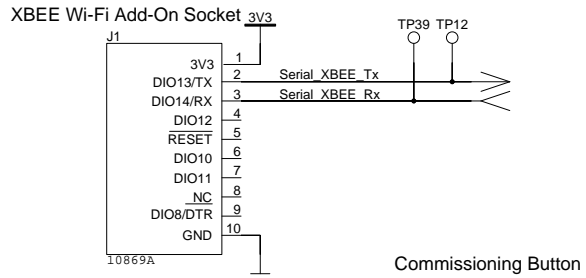 XBEE Wi-Fi Add-On Socket 3V3
TP39 TP12
J1
3V3 1
DIO13/TX 2 Serial_XBEE_Tx
DIO14/RX 3 Serial_XBEE_Rx
DIO12 4
RESET 5
DIO10 6
DIO11 7
NC 8
DIO8/DTR 9
GND 10
10869A
Commissioning Button